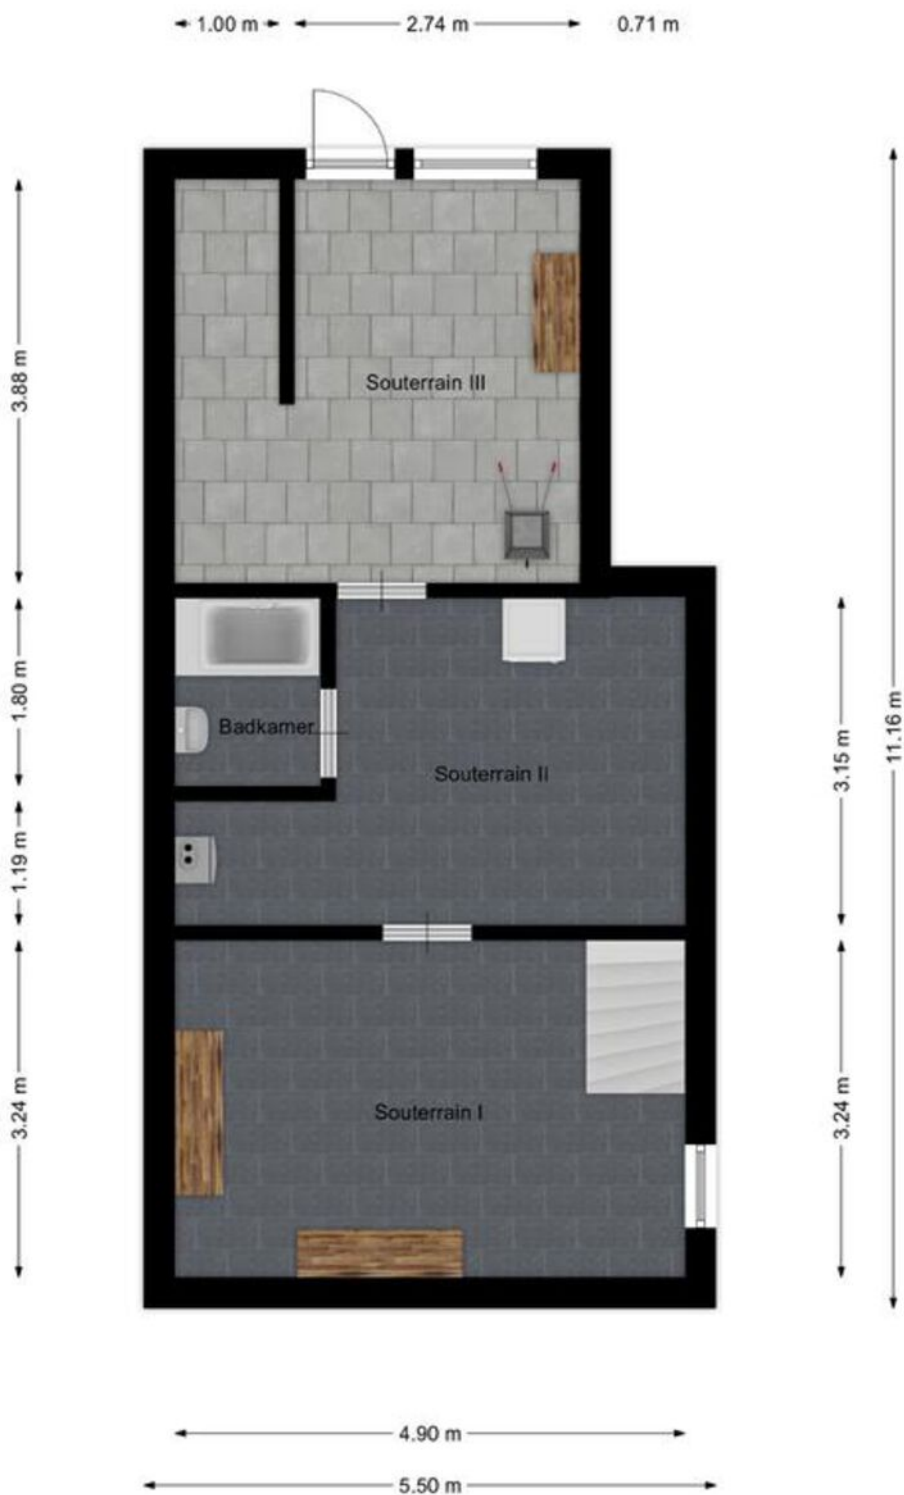 1.00 m
2.74 m
0.71 m
3.88 m
11.16 m
Souterrain III
1.80 m
Badkamer
Souterrain Ii
3.15 m
1.19 m
Souterrain I
3.24 m
3.24 m
4.90 m
5.50 m